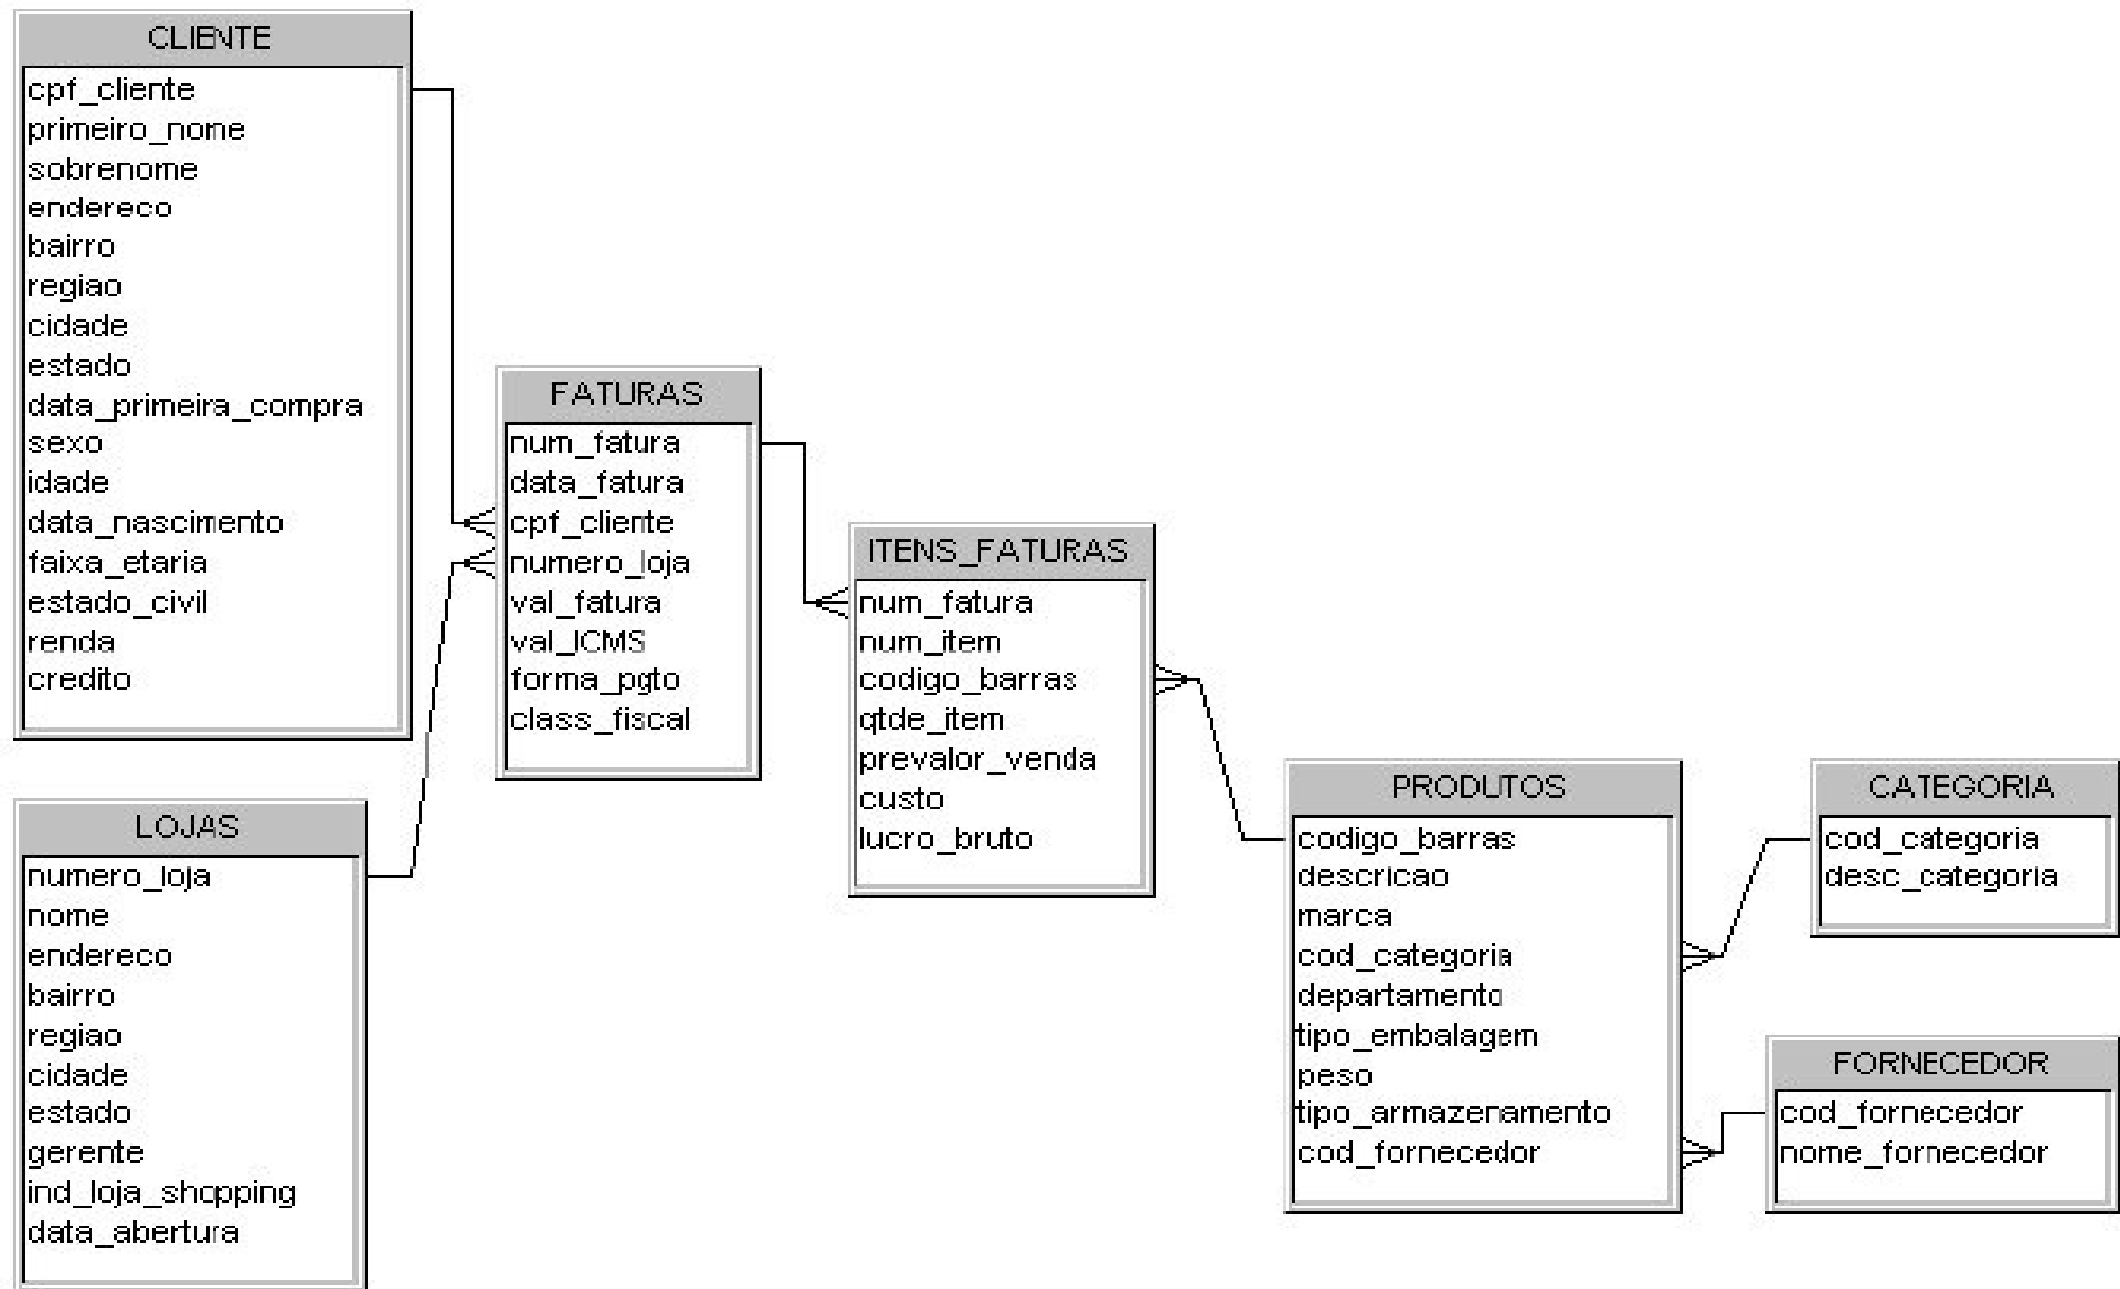 CLIENTE
cpf_cliente
primeiro_nome
sobrenome
endereco
bairro
regiao
cidade
estado
data_primeira_compra
sexo
idade
data_nascimento
faixa_etaria
estado_civil
renda
credito
LOJAS
numero_loja
nome
endereco
bairro
regiao
cidade
estado
gerente
ind_loja_shopping
data_abertura
FATURAS
num_fatura
data_fatura
cpf_cliente
numero_loja
val_fatura
val_ICMS
forma_pgto
class_fiscal
ITENS_FATURAS
num_fatura
num_item
codigo_barras
qtde_item
prevalor_venda
custo
lucro_bruto
PRODUTOS
codigo_barras
descricao
marca
cod_categoria
departamento
tipo_embalagem
peso
tipo_armazenamento
cod_fornecedor
CATEGORIA
cod_categoria
desc_categoria
FORNECEDOR
cod_fornecedor
nome_fornecedor